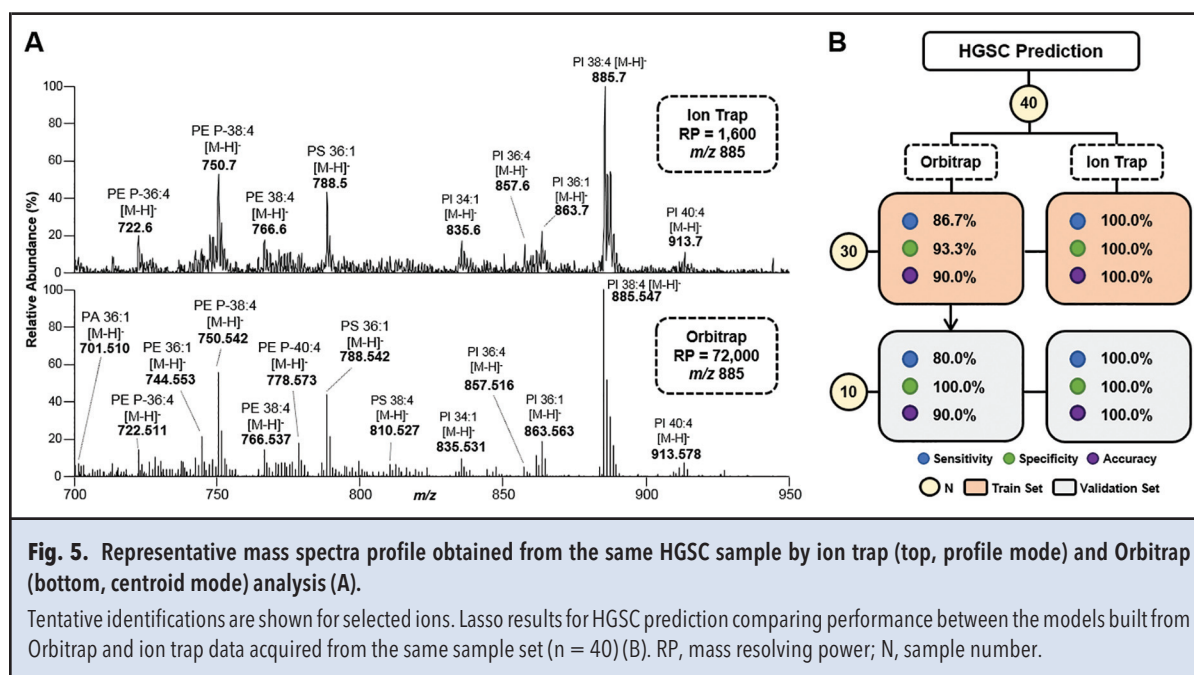 A
Relative Abundance (%)
100
80
60
40
20
0
PE P-36:4
[M-H]-
722.6
PE P-38:4
[M-H]-
750.7
PE 38:4
[M-H]-
766.6
PS 36:1
[M-H]-
788.5
PI 34:1
[M-H]-
835.6
PI 36:4
[M-H]-
857.6
PI 36:1
[M-H]-
863.7
PI 38:4 [M-H]-
885.7
PI 40:4
[M-H]-
913.7
Ion Trap
RP = 1,600
m/z 885
100
80
60
40
20
0
PA 36:1
[M-H]-
701.510
PE P-36:4
[M-H]-
722.511
PE 36:1
[M-H]-
744.553
PE P-38:4
[M-H]-
750.542
PE 38:4
[M-H]-
766.537
PE P-40:4
[M-H]-
778.573
PS 36:1
[M-H]-
788.542
PS 38:4
[M-H]-
810.527
PI 34:1
[M-H]-
835.531
PI 36:4
[M-H]-
857.516
PI 36:1
[M-H]-
863.563
PI 38:4 [M-H]-
885.547
PI 40:4
[M-H]-
913.578
Orbitrap
RP = 72,000
m/z 885
700 750 800 m/z 850 900 950
B
HGSC Prediction
40
Orbitrap Ion Trap
30
86.7% 100.0%
93.3% 100.0%
90.0% 100.0%
10
80.0% 100.0%
100.0% 100.0%
90.0% 100.0%
Sensitivity Specificity Accuracy
N Train Set Validation Set
Fig. 5. Representative mass spectra profile obtained from the same HGSC sample by ion trap (top, profile mode) and Orbitrap
(bottom, centroid mode) analysis (A).
Tentative identifications are shown for selected ions. Lasso results for HGSC prediction comparing performance between the models built from
Orbitrap and ion trap data acquired from the same sample set (n = 40) (B). RP, mass resolving power; N, sample number.